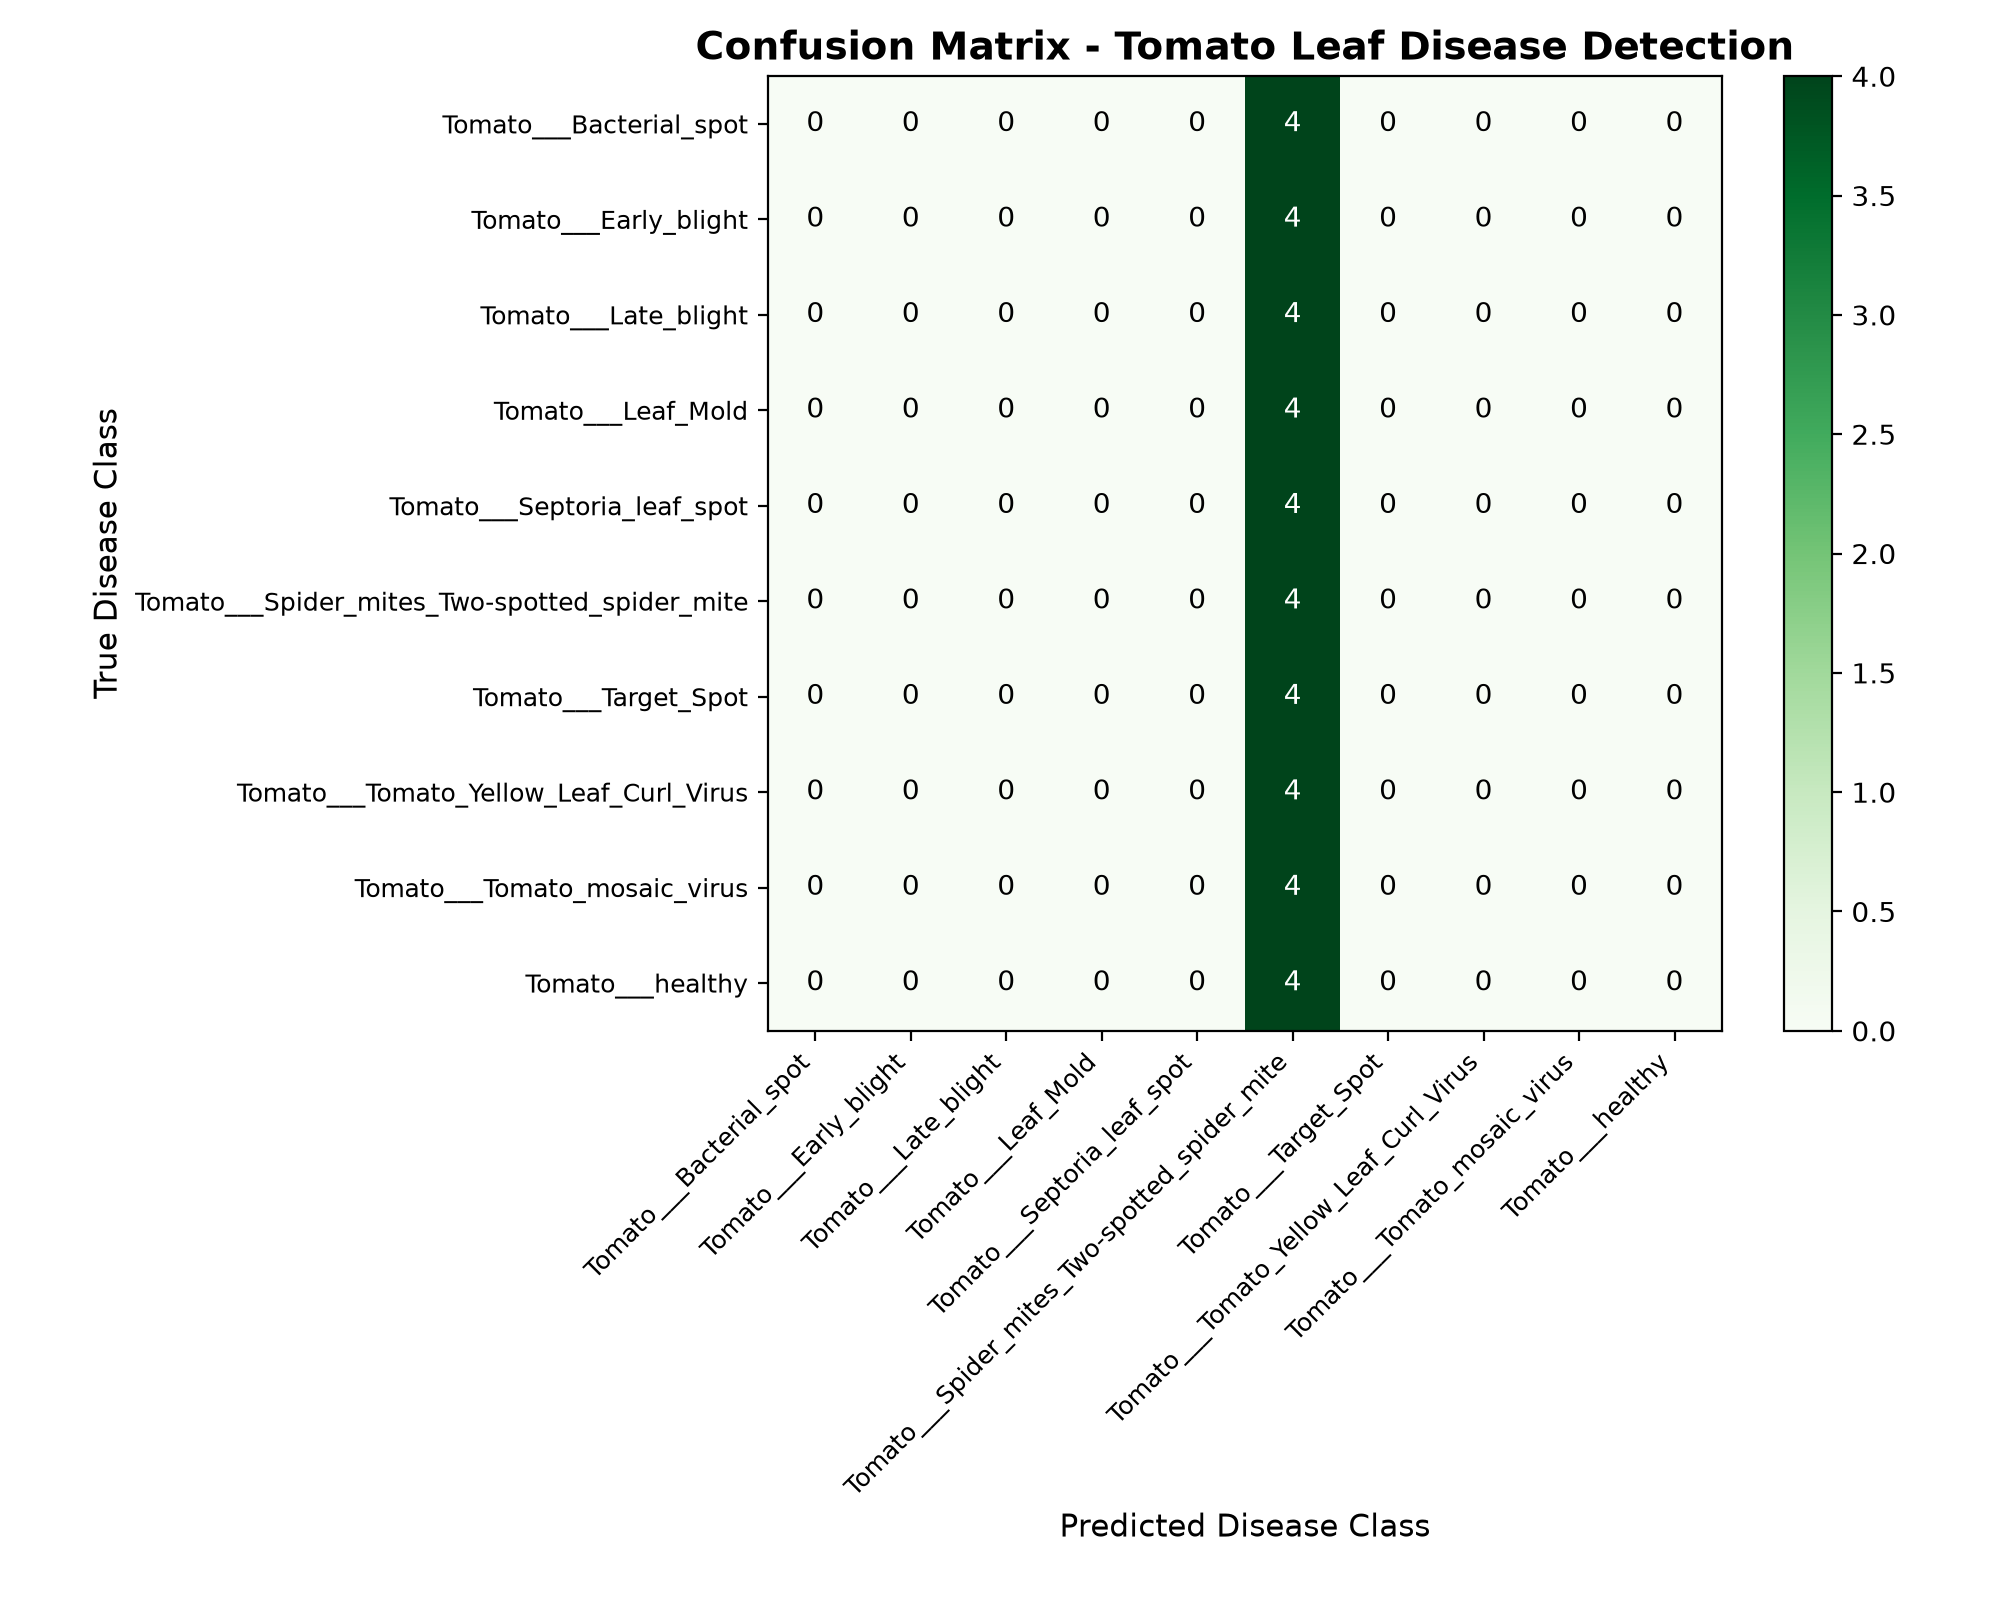 Confusion Matrix - Tomato Leaf Disease Detection
True Disease Class
Tomato___Bacterial_spot 0 0 0 0 0 4 0 0 0 0
Tomato___Early_blight 0 0 0 0 0 4 0 0 0 0
Tomato___Late_blight 0 0 0 0 0 4 0 0 0 0
Tomato___Leaf_Mold 0 0 0 0 0 4 0 0 0 0
Tomato___Septoria_leaf_spot 0 0 0 0 0 4 0 0 0 0
Tomato___Spider_mites_Two-spotted_spider_mite 0 0 0 0 0 4 0 0 0 0
Tomato___Target_Spot 0 0 0 0 0 4 0 0 0 0
Tomato___Tomato_Yellow_Leaf_Curl_Virus 0 0 0 0 0 4 0 0 0 0
Tomato___Tomato_mosaic_virus 0 0 0 0 0 4 0 0 0 0
Tomato___healthy 0 0 0 0 0 4 0 0 0 0
4.0
3.5
3.0
2.5
2.0
1.5
1.0
0.5
0.0
Tomato___Bacterial_spot
Tomato___Early_blight
Tomato___Late_blight
Tomato___Leaf_Mold
Tomato___Septoria_leaf_spot
Tomato___Spider_mites_Two-spotted_spider_mite
Tomato___Target_Spot
Tomato___Tomato_Yellow_Leaf_Curl_Virus
Tomato___Tomato_mosaic_virus
Tomato___healthy
Predicted Disease Class